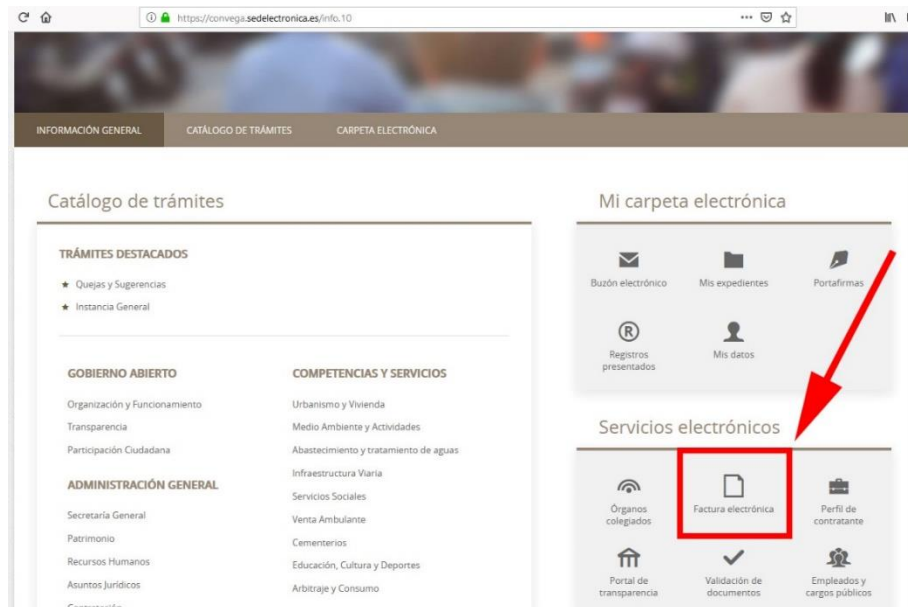 https://convega.sedelectronica.es/info.10
INFORMACIÓN GENERAL
CATÁLOGO DE TRÁMITES
CARPETA ELECTRÓNICA
Catálogo de trámites
TRÁMITES DESTACADOS
Quejas y Sugerencias
Instancia General
GOBIERNO ABIERTO
Organización y Funcionamiento
Transparencia
Participación Ciudadana
ADMINISTRACIÓN GENERAL
Secretaría General
Patrimonio
Recursos Humanos
Asuntos Jurídicos
COMPETENCIAS Y SERVICIOS
Urbanismo y Vivienda
Medio Ambiente y Actividades
Abastecimiento y tratamiento de aguas
Infraestructura Viaria
Servicios Sociales
Venta Ambulante
Cementerios
Educación, Cultura y Deportes
Arbitraje y Consumo
Mi carpeta electrónica
Buzón electrónico
Mis expedientes
Portafirmas
R
Registros
presentados
Mis datos
Servicios electrónicos
Órganos
colegiados
Factura electrónica
Perfil de
contratante
Portal de
transparencia
Validación de
documentos
Empleados y
cargos públicos